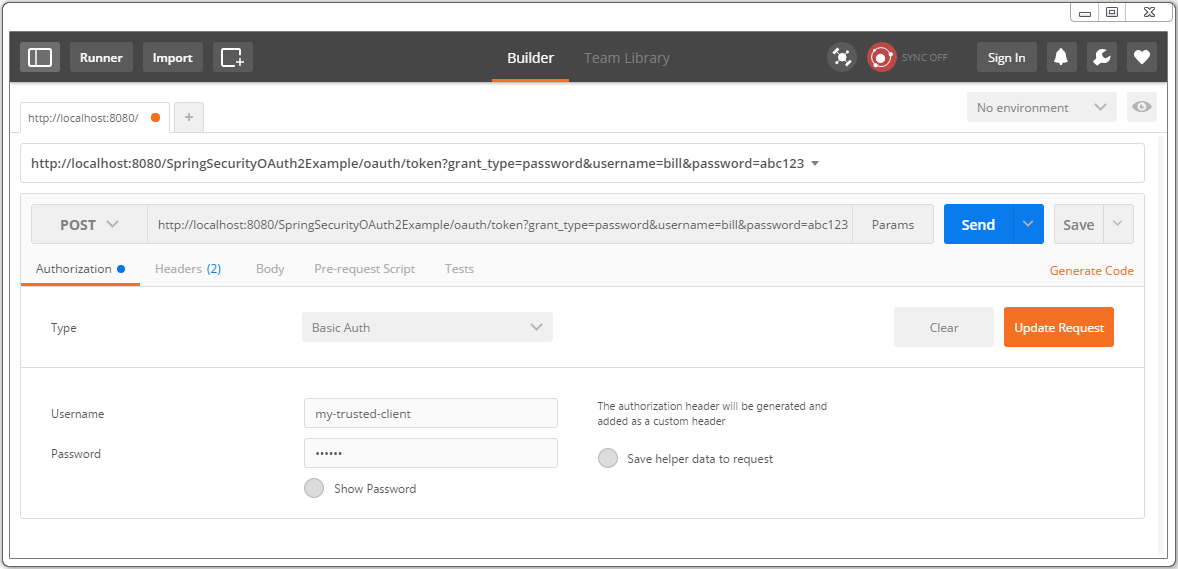 Runner Import Builder Team Library SYNC OFF Sign In
http://localhost:8080/ + No environment
http://localhost:8080/SpringSecurityOAuth2Example/oauth/token?grant_type=password&username=bill&password=abc123
POST http://localhost:8080/SpringSecurityOAuth2Example/oauth/token?grant_type=password&username=bill&password=abc123 Params Send Save
Authorization Headers (2) Body Pre-request Script Tests Generate Code
Type Basic Auth Clear Update Request
Username my-trusted-client The authorization header will be generated and
added as a custom header
Password •••••• Save helper data to request
Show Password